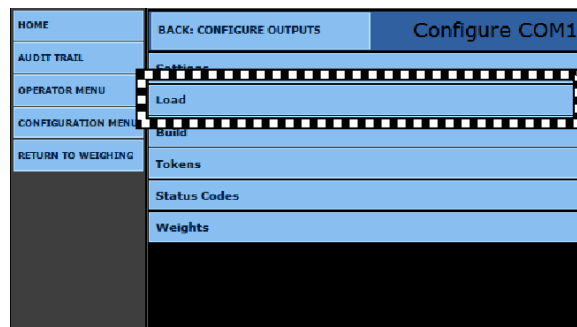 HOME
BACK: CONFIGURE OUTPUTS
Configure COM1
AUDIT TRAIL
Settings
OPERATOR MENU
Load
CONFIGURATION MENU
Build
RETURN TO WEIGHING
Tokens
Status Codes
Weights